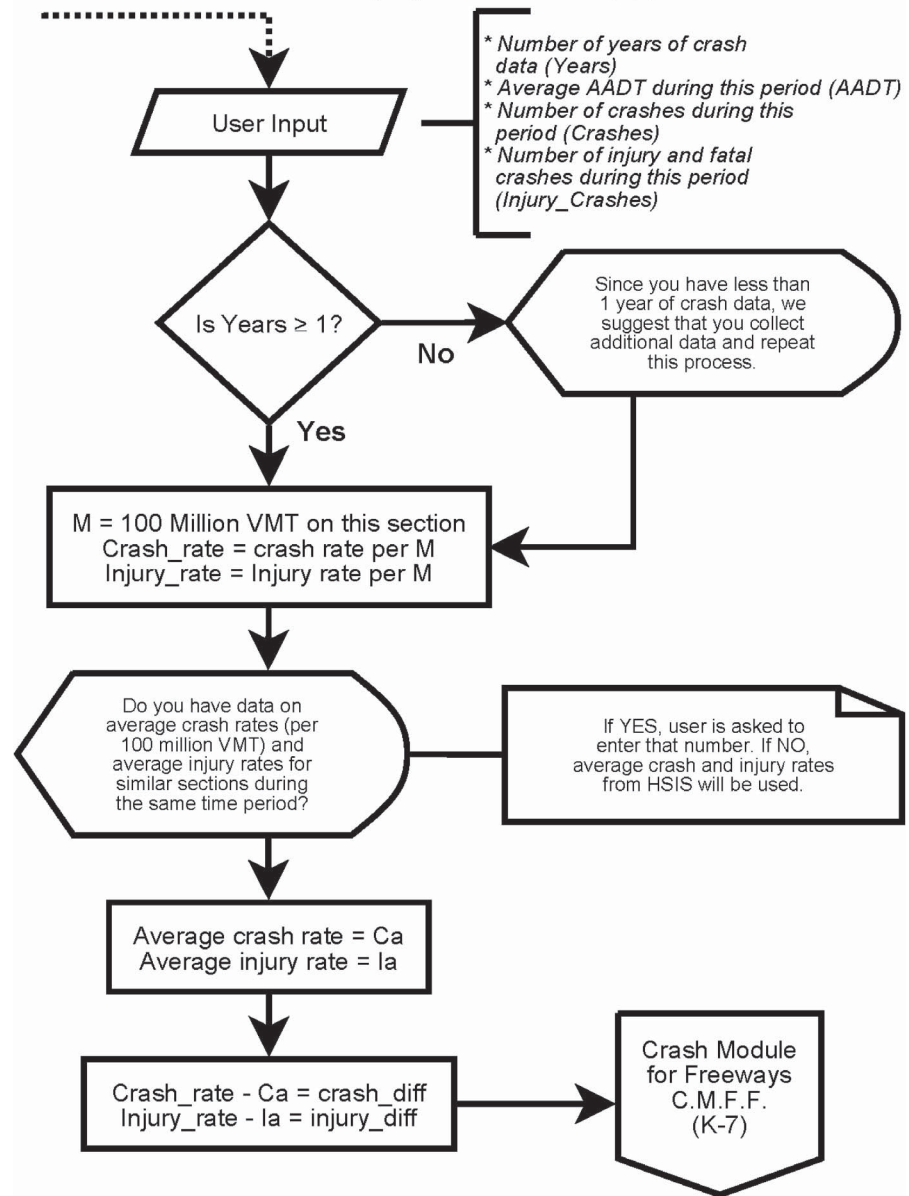 User Input
* Number of years of crash
data (Years)
* Average AADT during this period (AADT)
* Number of crashes during this
period (Crashes)
* Number of injury and fatal
crashes during this period
(Injury_Crashes)
Is Years ≥ 1?
No
Since you have less than
1 year of crash data, we
suggest that you collect
additional data and repeat
this process.
Yes
M = 100 Million VMT on this section
Crash_rate = crash rate per M
Injury_rate = Injury rate per M
Do you have data on
average crash rates (per
100 million VMT) and
average injury rates for
similar sections during
the same time period?
If YES, user is asked to
enter that number. If NO,
average crash and injury rates
from HSIS will be used.
Average crash rate = Ca
Average injury rate = Ia
Crash_rate - Ca = crash_diff
Injury_rate - Ia = injury_diff
Crash Module
for Freeways
C.M.F.F.
(K-7)